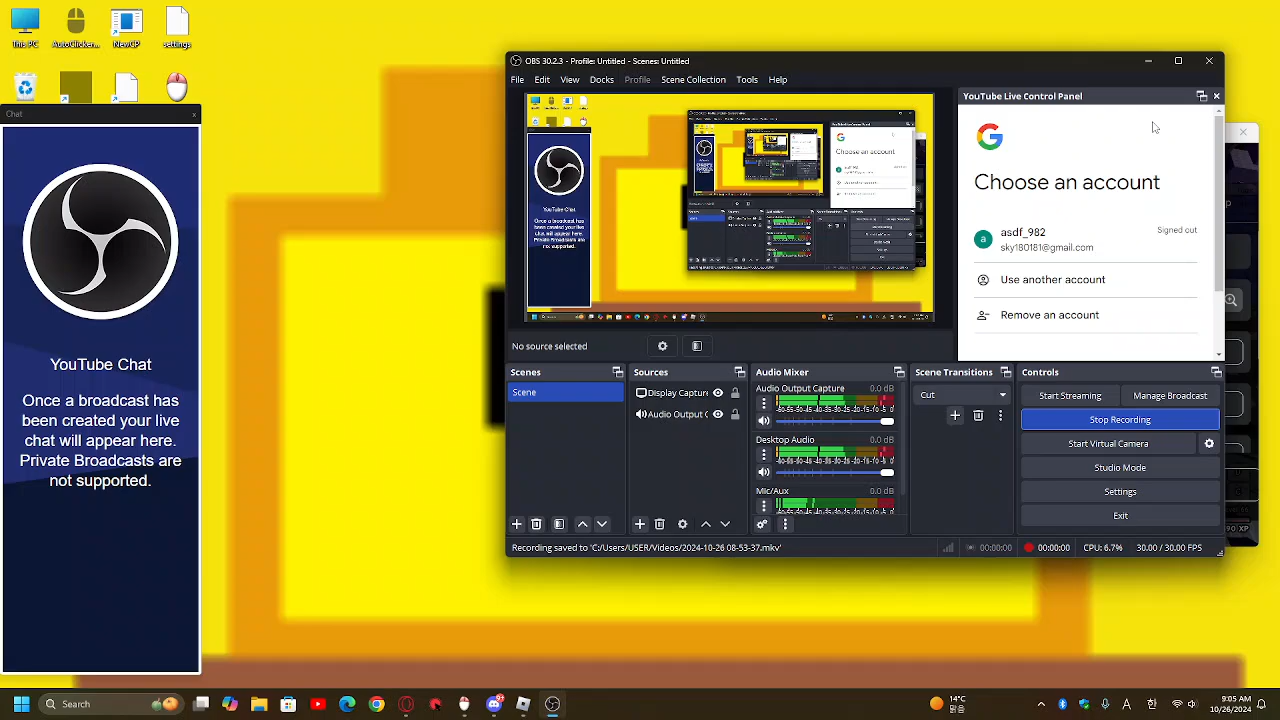 This PC
AutoClicker...
NewCP
settings
Chat
x
YouTube Chat
Once a broadcast has
been created your live
chat will appear here.
Private Broadcasts are
not supported.
OBS 30.2.3 - Profile: Untitled - Scenes: Untitled
File
Edit
View
Docks
Profile
Scene Collection
Tools
Help
YouTube Live Control Panel
Choose an account
a
asdf_982
sky180181@gmail.com
Signed out
Use another account
Remove an account
No source selected
Scenes
Scene
Sources
Display Capture
Audio Output C
Audio Mixer
Audio Output Capture
0.0 dB
Desktop Audio
0.0 dB
Mic/Aux
0.0 dB
Scene Transitions
Cut
Controls
Start Streaming
Manage Broadcast
Stop Recording
Start Virtual Camera
Studio Mode
Settings
Exit
Recording saved to 'C:/Users/USER/Videos/2024-10-26 08-53-37.mkv'
00:00:00
00:00:00
CPU: 6.7%
30.00 / 30.00 FPS
XP
Search
14°C
맑음
A
한
9:05 AM
10/26/2024